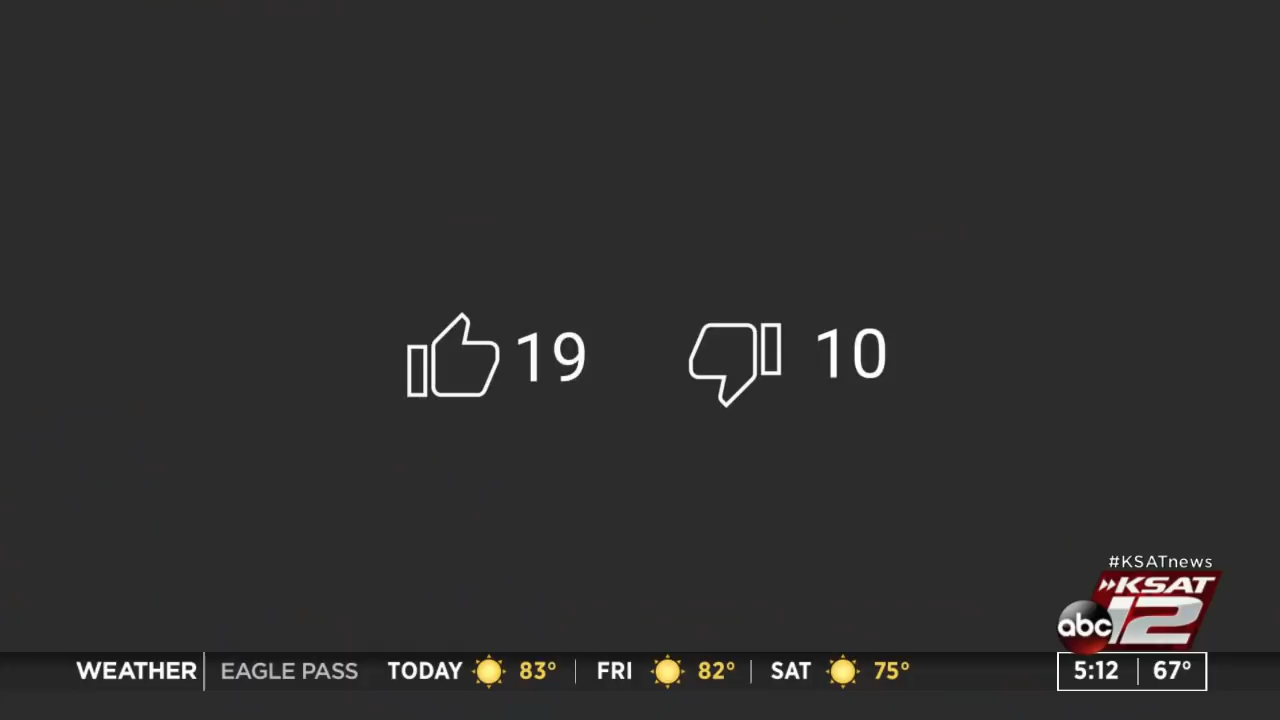 19 10
#KSATnews
KSAT
abc 12
WEATHER EAGLE PASS TODAY 83° FRI 82° SAT 75° 5:12 67°